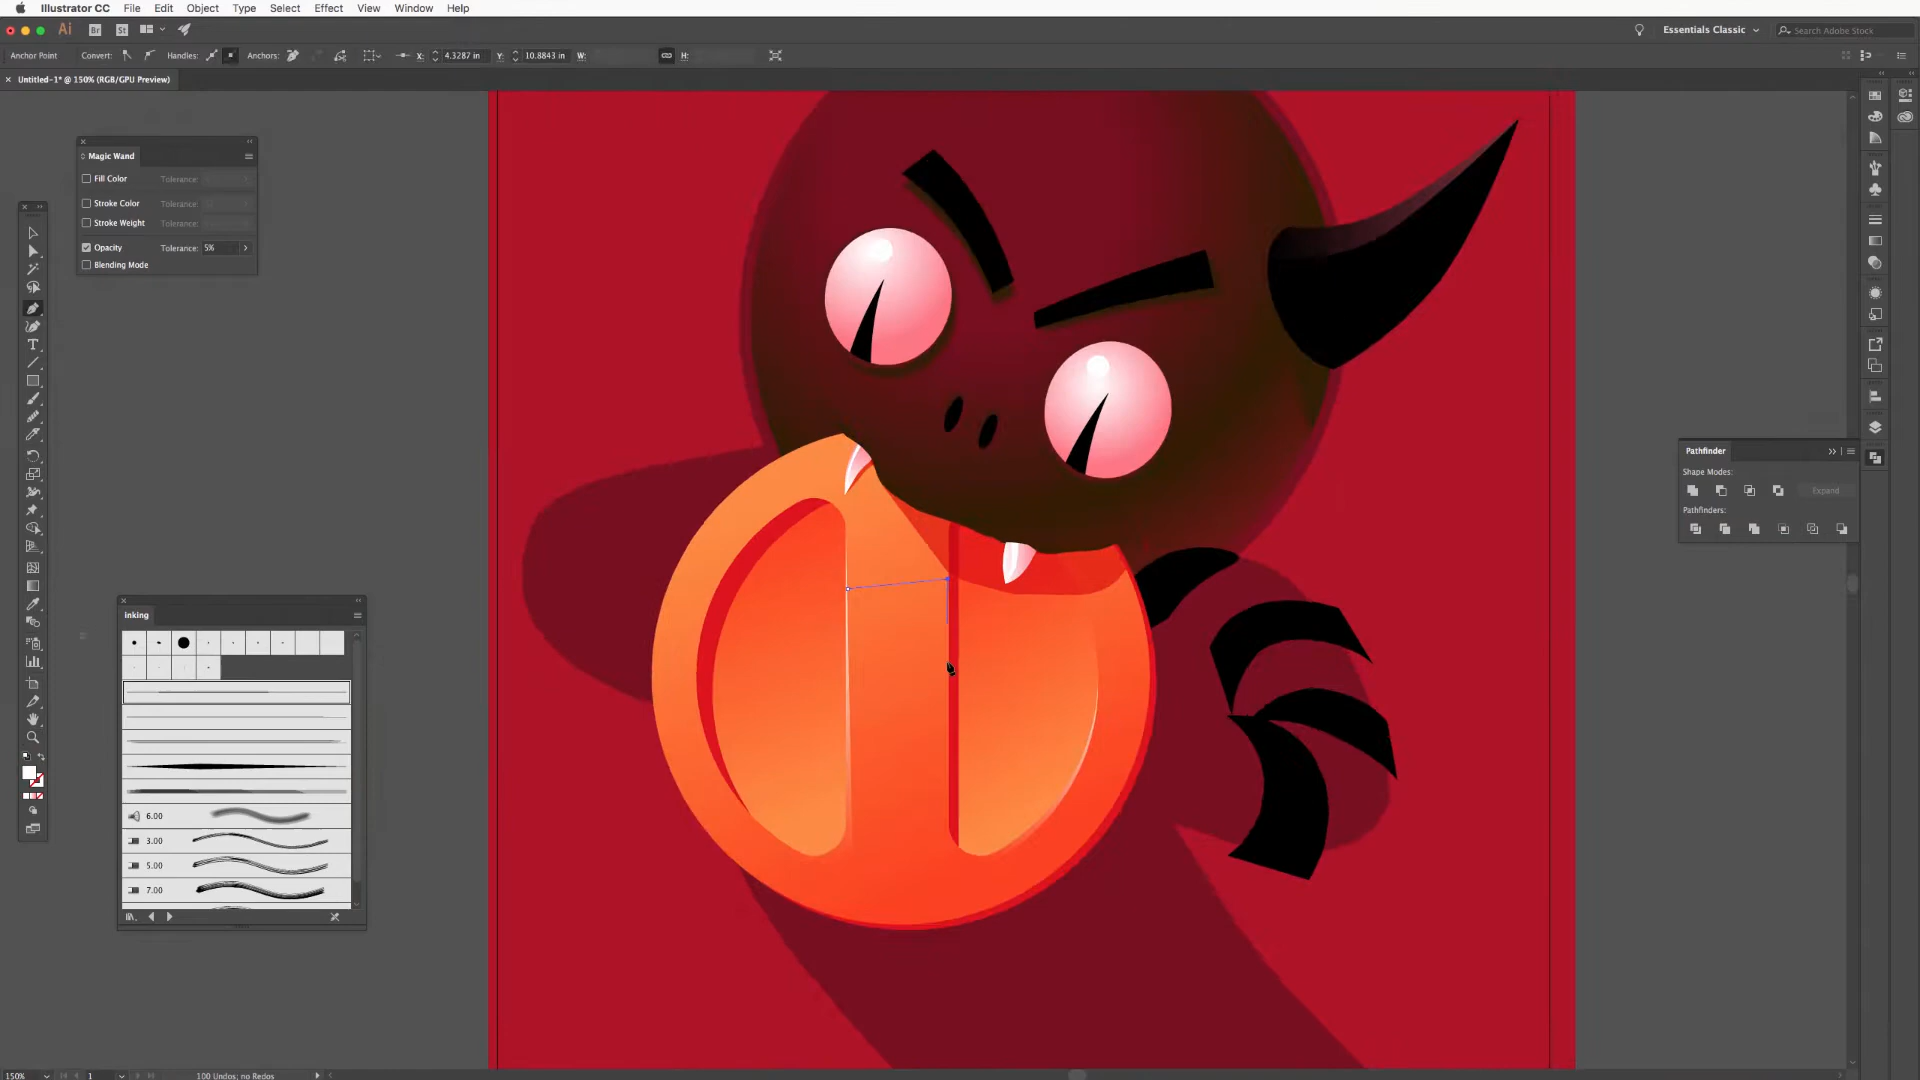 Illustrator CC File Edit Object Type Select Effect View Window Help
Ai Br St Essentials Classic Search Adobe Stock
Anchor Point Convert: Handles: Anchors: X: 4.3287 in Y: 10.8843 in W: H:
Untitled-1* @ 150% (RGB/GPU Preview)
Magic Wand
Fill Color Tolerance:
Stroke Color Tolerance:
Stroke Weight Tolerance:
Opacity Tolerance: 5%
Blending Mode
Pathfinder
Shape Modes:
Expand
Pathfinders:
inking
6.00
3.00
5.00
7.00
150% 1 100 Undos; no Redos